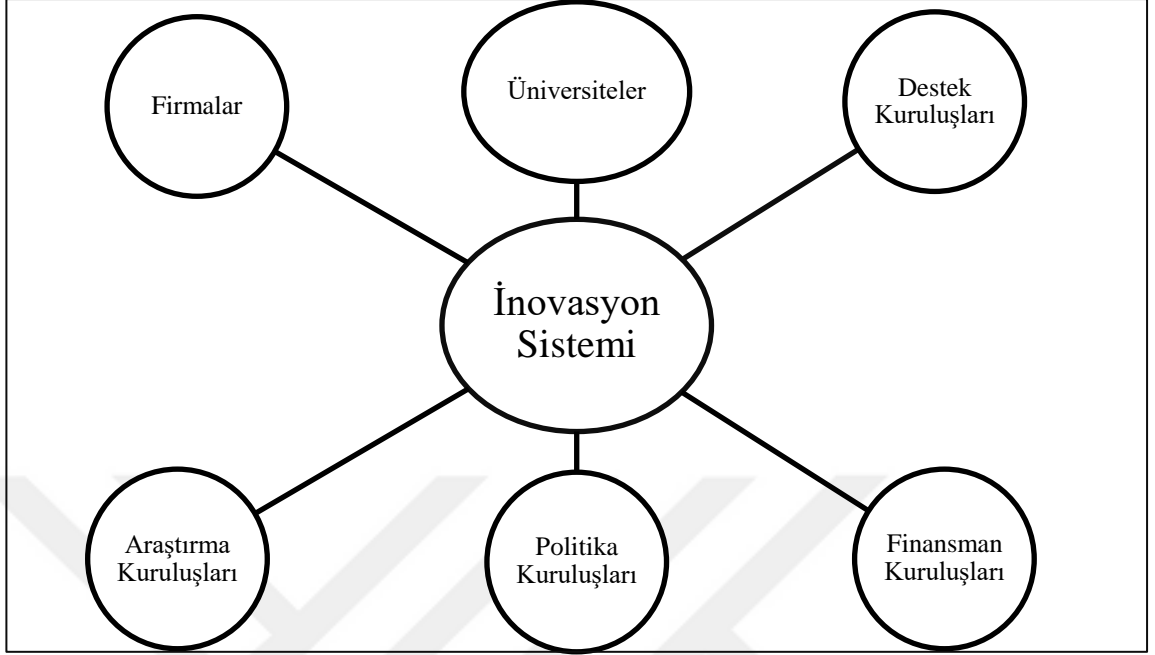 Firmalar
Üniversiteler
Destek
Kuruluşları
İnovasyon
Sistemi
Araştırma
Kuruluşları
Politika
Kuruluşları
Finansman
Kuruluşları